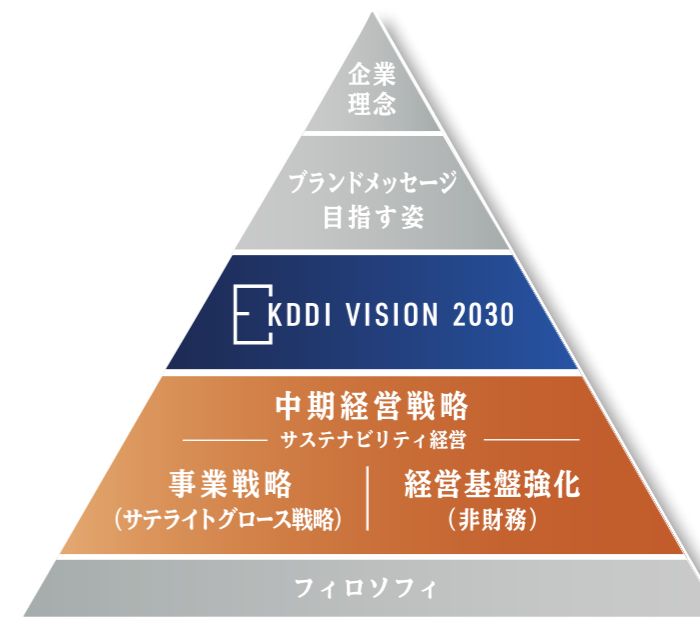 企業
理念
ブランドメッセージ
目指す姿
KDDI VISION 2030
中期経営戦略
サステナビリティ経営
事業戦略
（サテライトグロース戦略）
経営基盤強化
（非財務）
フィロソフィ